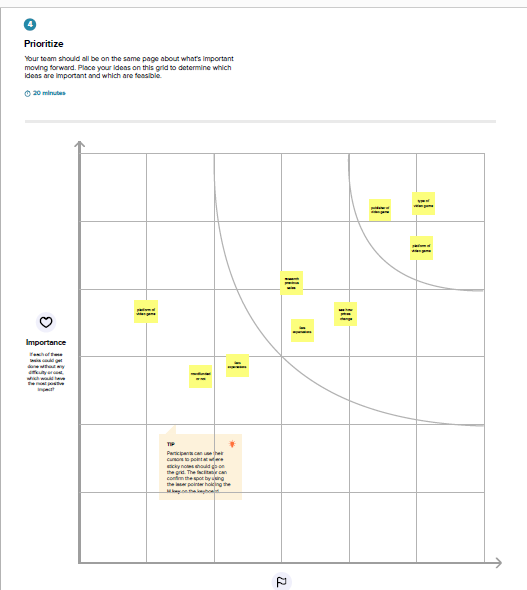 4
Prioritize
Your team should all be on the same page about what's important
moving forward. Place your ideas on this grid to determine which
ideas are important and which are feasible.
20 minutes
type of
video game
publisher of
video game
platform of
video game
research
previous
sales
platform of
video game
see how
prices
change
less
expensive
less
expensive
Importance
If each of these
tasks could get
done without any
difficulty or cost,
which would have
the most positive
impact?
TIP
Participants can use their
cursors to point at where
sticky notes should go on
the grid. The facilitator can
confirm the spot by using
the laser pointer holding the
H key on the keyboard.